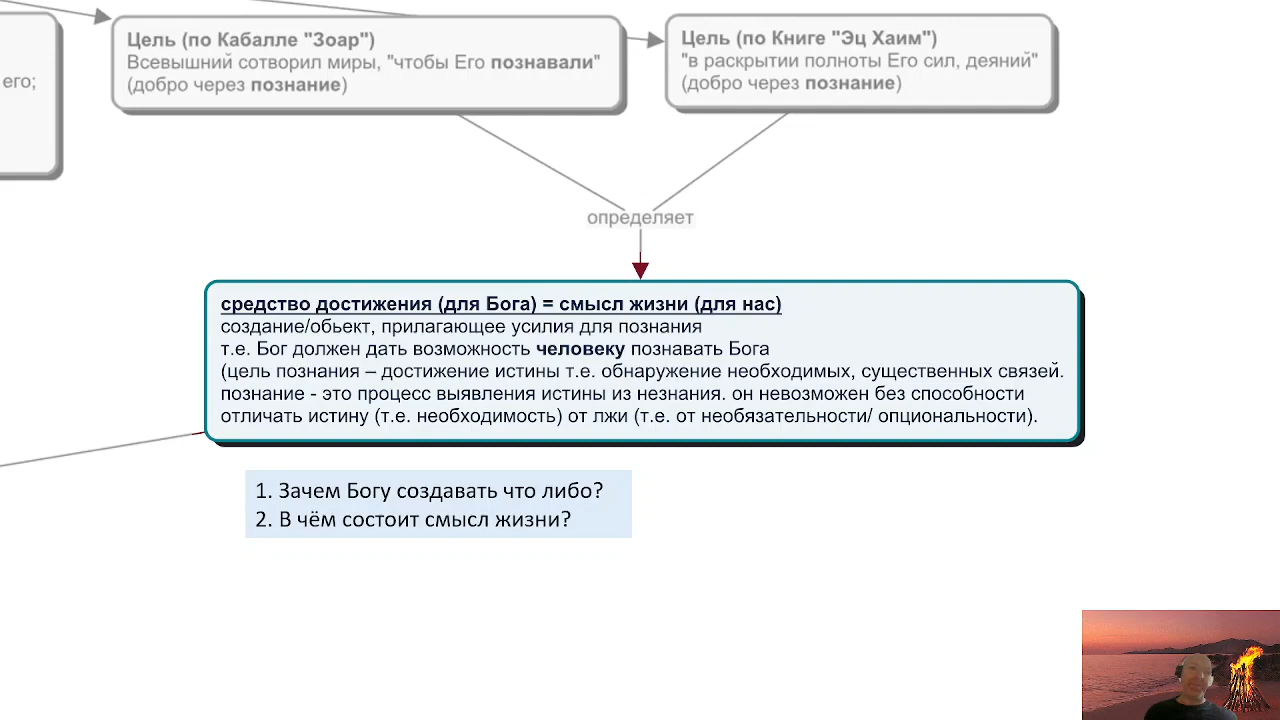 его;
Цель (по Кабалле "Зоар")
Всевышний сотворил миры, "чтобы Его познавали"
(добро через познание)
Цель (по Книге "Эц Хаим")
"в раскрытии полноты Его сил, деяний"
(добро через познание)
определяет
средство достижения (для Бога) = смысл жизни (для нас)
создание/обьект, прилагающее усилия для познания
т.е. Бог должен дать возможность человеку познавать Бога
(цель познания – достижение истины т.е. обнаружение необходимых, существенных связей.
познание - это процесс выявления истины из незнания. он невозможен без способности
отличать истину (т.е. необходимость) от лжи (т.е. от необязательности/ опциональности).
1. Зачем Богу создавать что либо?
2. В чём состоит смысл жизни?